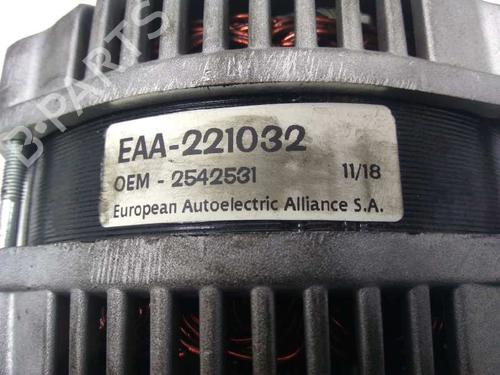 B-PARTS
EAA-221032
OEM - 2542531 11/18
European Autoelectric Alliance S.A.